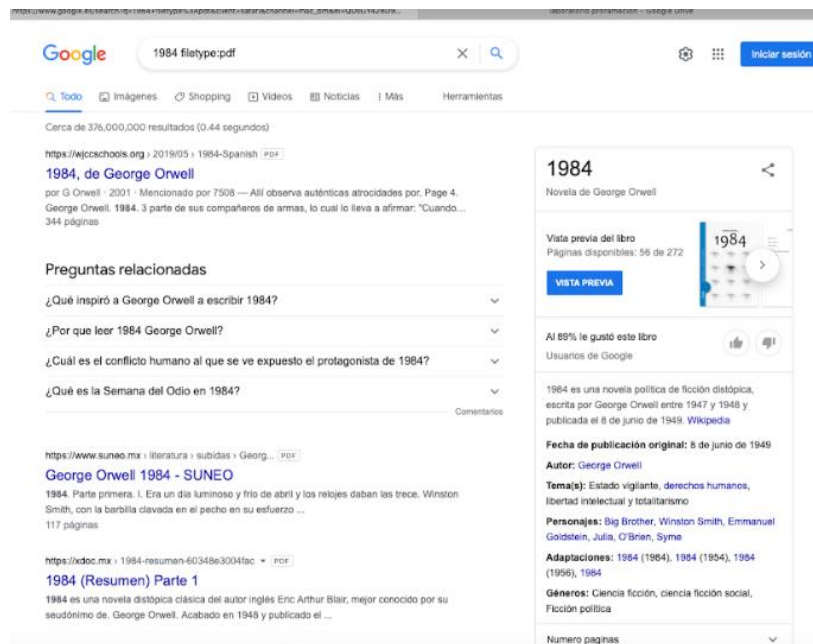 laboratorio programación - Google Drive
Google
1984 filetype:pdf
Iniciar sesión
Todo
Imágenes
Shopping
Vídeos
Noticias
Más
Herramientas
Cerca de 376,000,000 resultados (0.44 segundos)
https://wjccschools.org › 2019/05 › 1984-Spanish PDF
1984, de George Orwell
por G Orwell · 2001 · Mencionado por 7508 — Allí observa auténticas atrocidades por. Page 4.
George Orwell. 1984. 3 parte de sus compañeros de armas, lo cual lo lleva a afirmar: "Cuando...
344 páginas
Preguntas relacionadas
¿Qué inspiró a George Orwell a escribir 1984?
¿Por que leer 1984 George Orwell?
¿Cuál es el conflicto humano al que se ve expuesto el protagonista de 1984?
¿Qué es la Semana del Odio en 1984?
Comentarios
https://www.suneo.mx › literatura › subidas › Georg... PDF
George Orwell 1984 - SUNEO
1984. Parte primera. I. Era un día luminoso y frío de abril y los relojes daban las trece. Winston
Smith, con la barbilla clavada en el pecho en su esfuerzo ...
117 páginas
https://xdoc.mx › 1984-resumen-60348e3004fac PDF
1984 (Resumen) Parte 1
1984 es una novela distópica clásica del autor inglés Eric Arthur Blair, mejor conocido por su
seudónimo de. George Orwell. Acabado en 1948 y publicado el ...
1984
Novela de George Orwell
Vista previa del libro
Páginas disponibles: 56 de 272
VISTA PREVIA
1984
Al 89% le gustó este libro
Usuarios de Google
1984 es una novela política de ficción distópica,
escrita por George Orwell entre 1947 y 1948 y
publicada el 8 de junio de 1949. Wikipedia
Fecha de publicación original: 8 de junio de 1949
Autor: George Orwell
Tema(s): Estado vigilante, derechos humanos,
libertad intelectual y totalitarismo
Personajes: Big Brother, Winston Smith, Emmanuel
Goldstein, Julia, O'Brien, Syme
Adaptaciones: 1984 (1984), 1984 (1954), 1984
(1956), 1984
Géneros: Ciencia ficción, ciencia ficción social,
Ficción política
Numero paginas